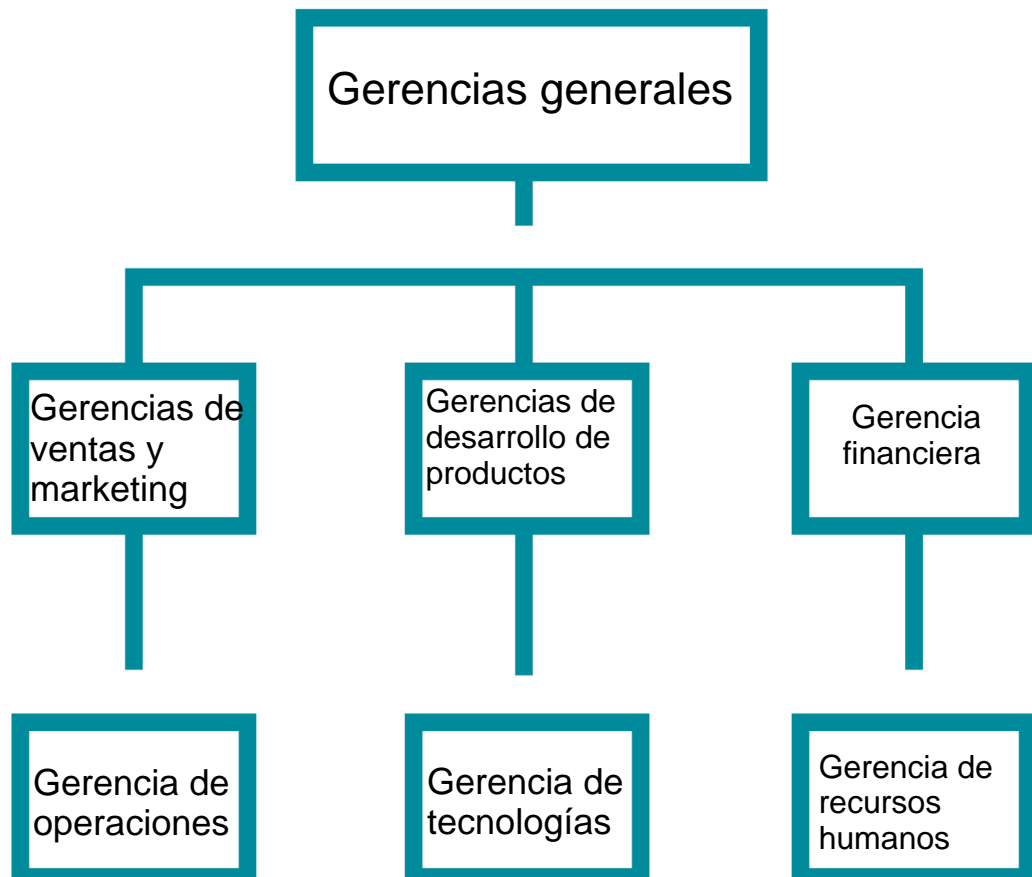 Gerencias generales
Gerencias de
ventas y
marketing
Gerencias de
desarrollo de
productos
Gerencia
financiera
Gerencia de
operaciones
Gerencia de
tecnologías
Gerencia de
recursos
humanos